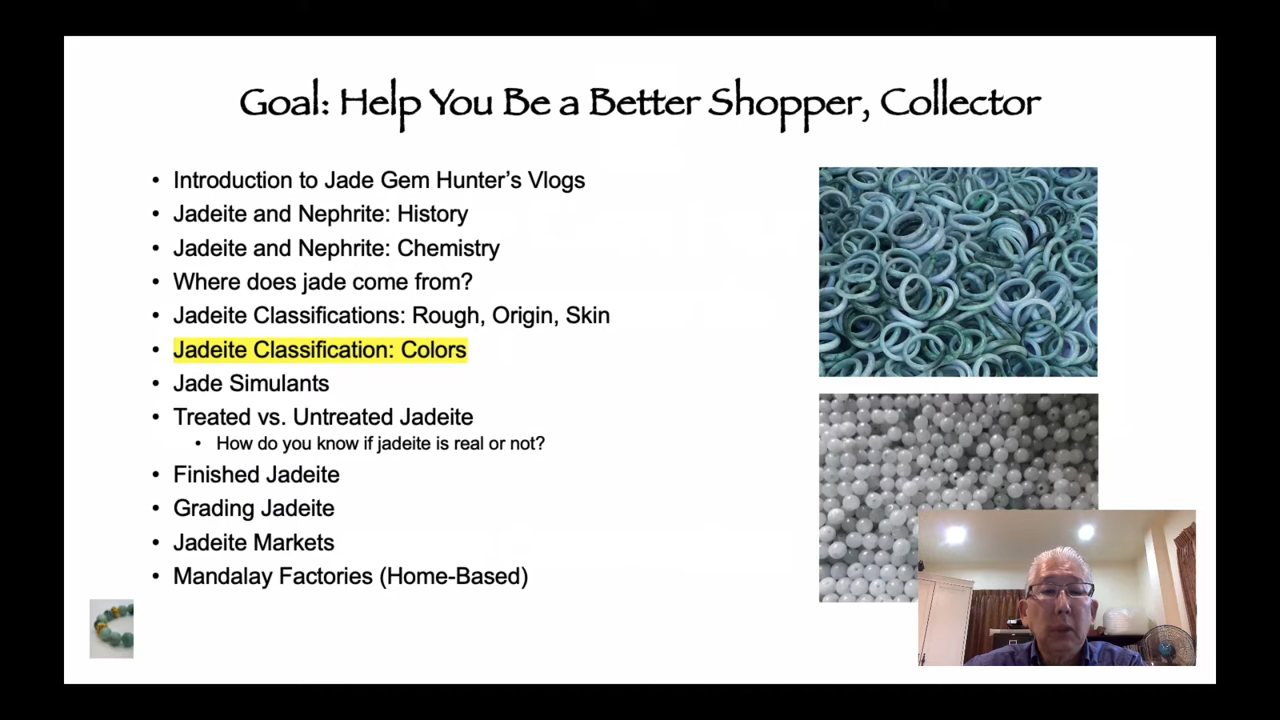 Goal: Help You Be a Better Shopper, Collector
• Introduction to Jade Gem Hunter's Vlogs
• Jadeite and Nephrite: History
• Jadeite and Nephrite: Chemistry
• Where does jade come from?
• Jadeite Classifications: Rough, Origin, Skin
• Jadeite Classification: Colors
• Jade Simulants
• Treated vs. Untreated Jadeite
• How do you know if jadeite is real or not?
• Finished Jadeite
• Grading Jadeite
• Jadeite Markets
• Mandalay Factories (Home-Based)